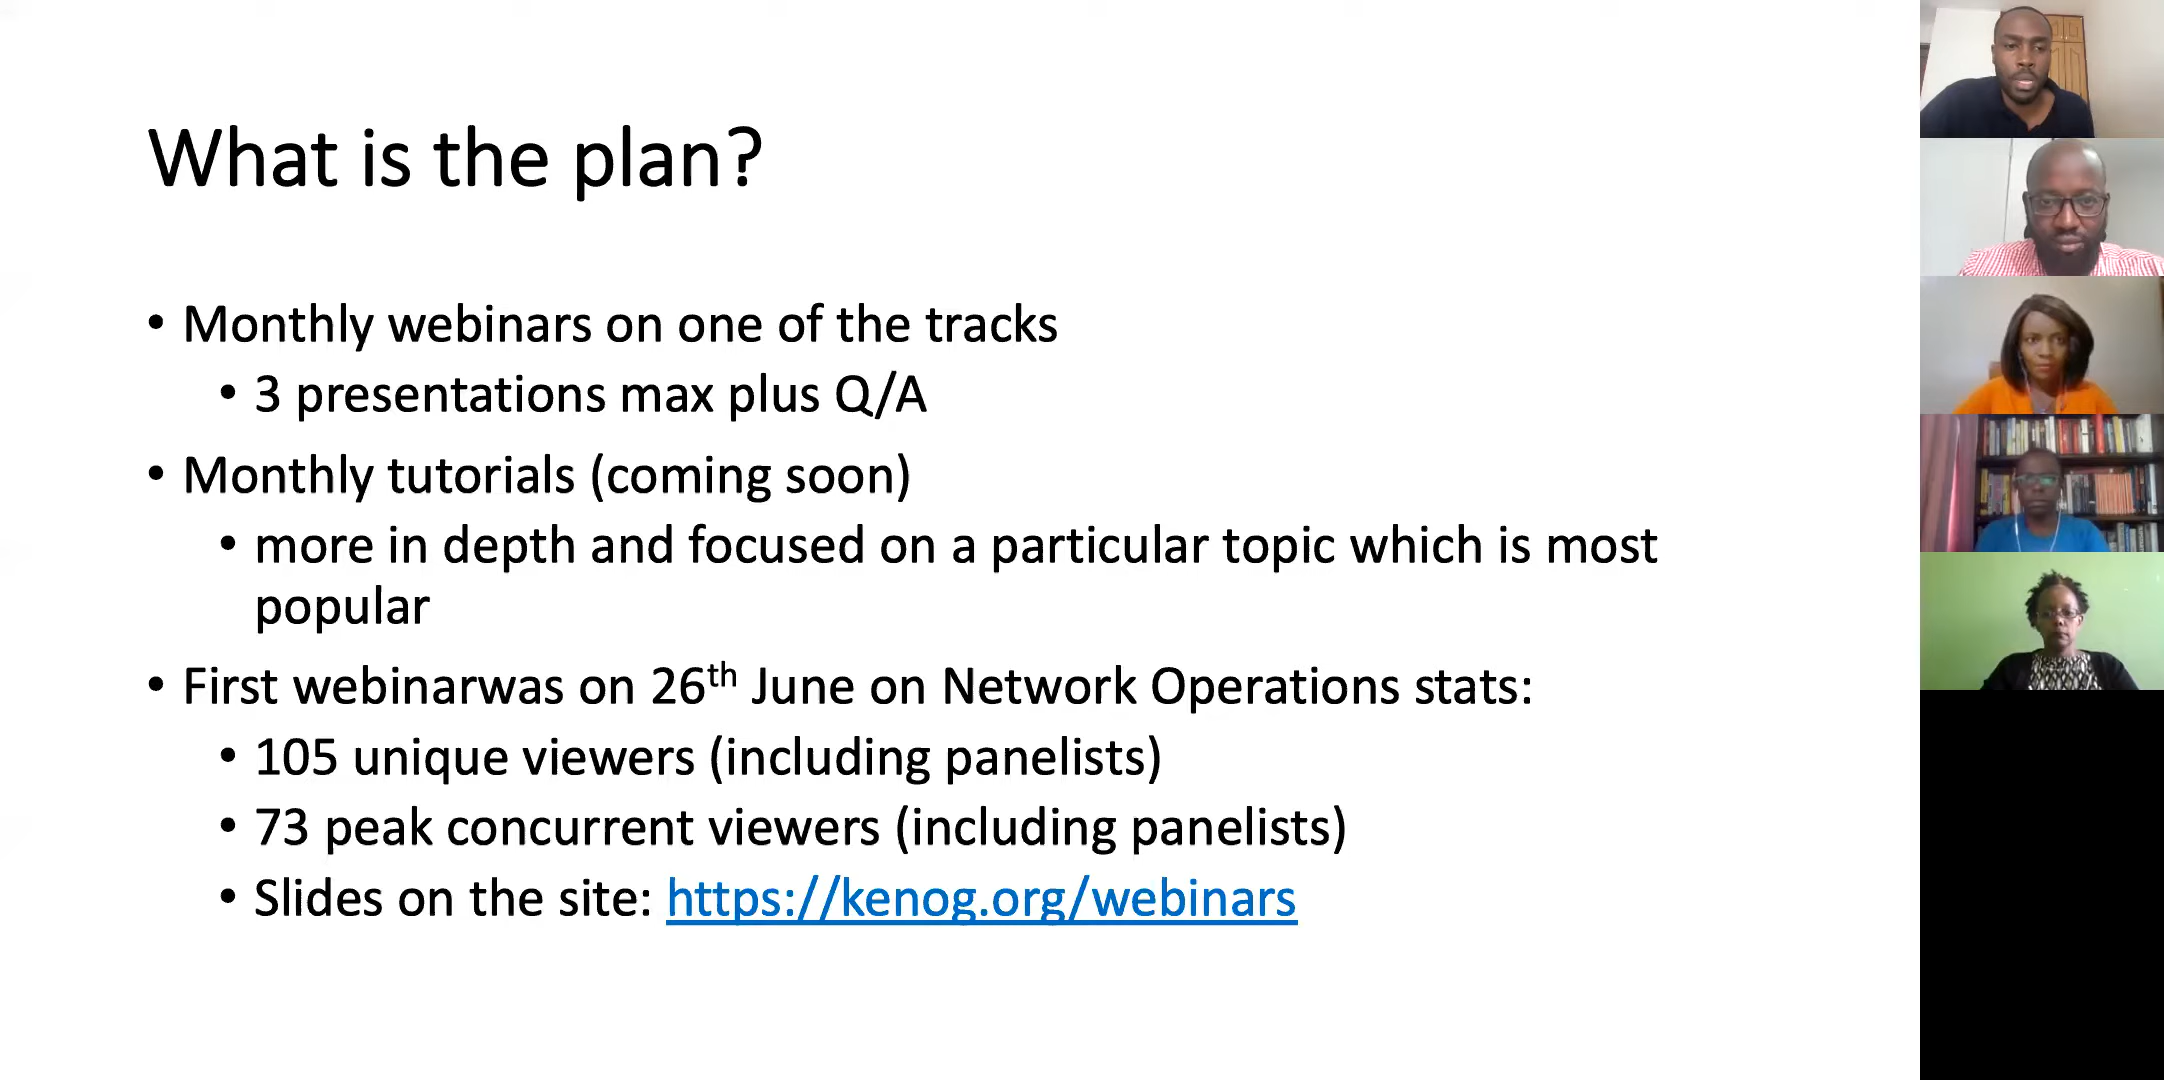 What is the plan?
• Monthly webinars on one of the tracks
• 3 presentations max plus Q/A
• Monthly tutorials (coming soon)
• more in depth and focused on a particular topic which is most
popular
• First webinarwas on 26th June on Network Operations stats:
• 105 unique viewers (including panelists)
• 73 peak concurrent viewers (including panelists)
• Slides on the site: https://kenog.org/webinars